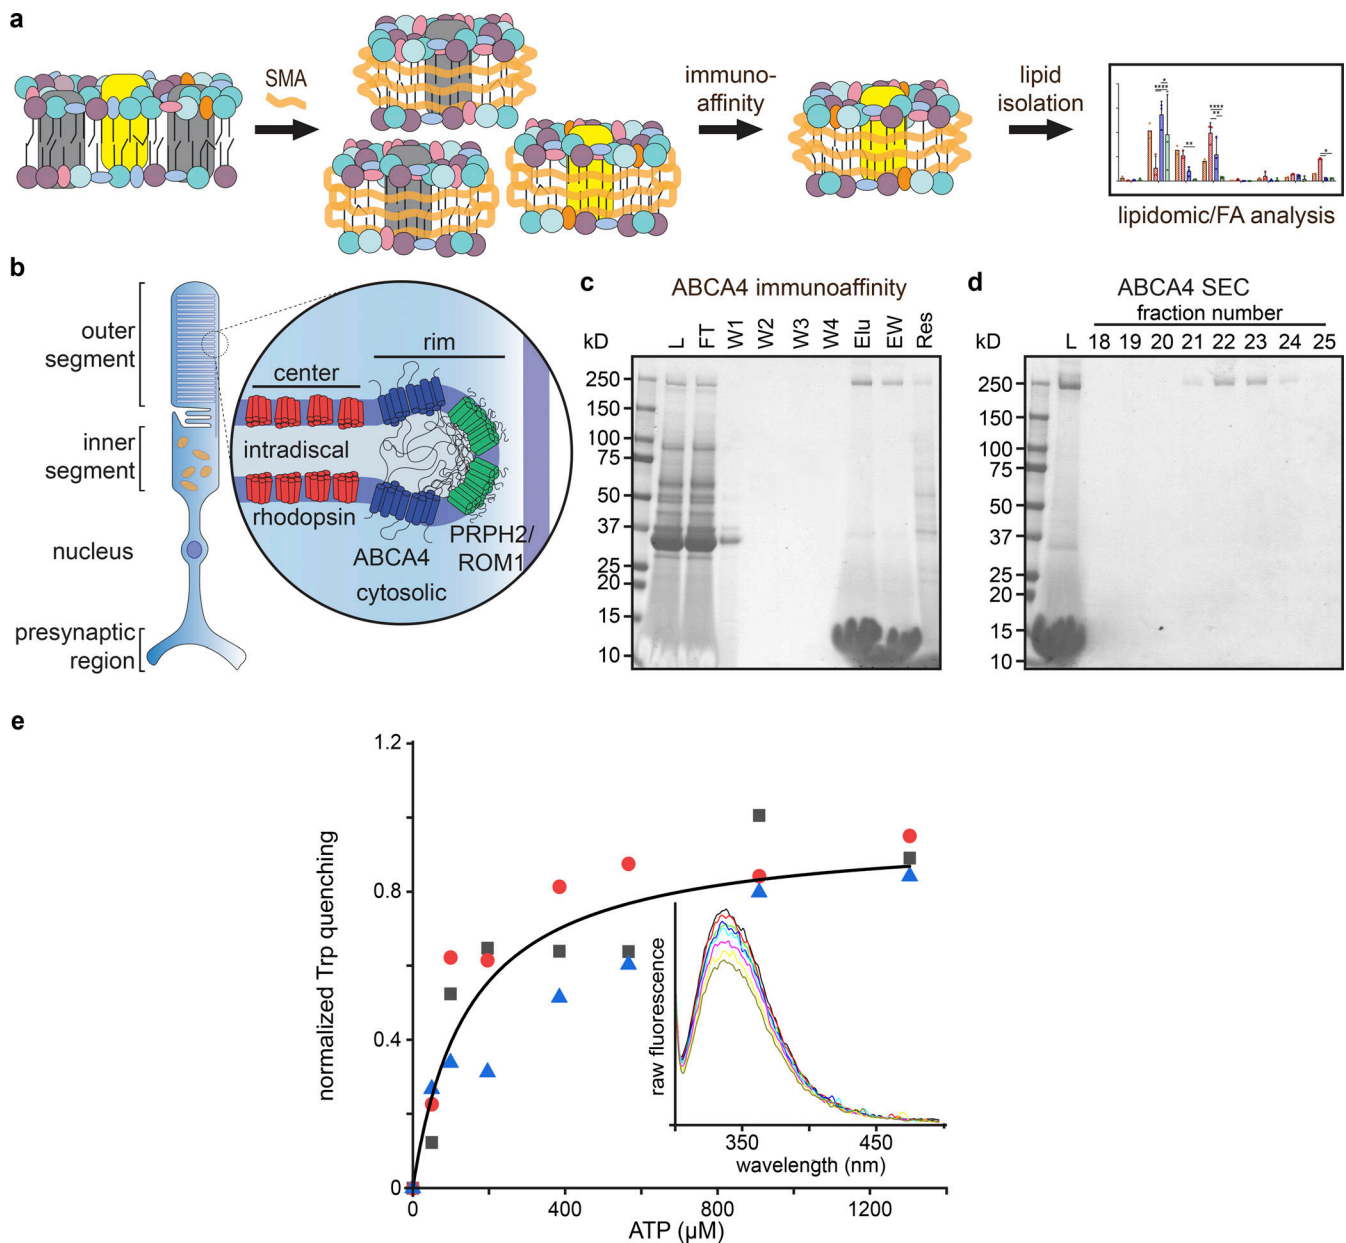 a
SMA
immuno-
affinity
lipid
isolation
lipidomic/FA analysis
b
outer
segment
inner
segment
nucleus
presynaptic
region
rim
center
intradiscal
rhodopsin
ABCA4
PRPH2/
ROM1
cytosolic
c
ABCA4 immunoaffinity
kD
L FT W1 W2 W3 W4 Elu EW Res
250
150
100
75
50
37
25
20
15
10
d
ABCA4 SEC
fraction number
kD
L 18 19 20 21 22 23 24 25
250
150
100
75
50
37
25
20
15
10
e
normalized Trp quenching
1.2
0.8
0.4
0
0 400 800 1200
ATP (µM)
raw fluorescence
350 450
wavelength (nm)